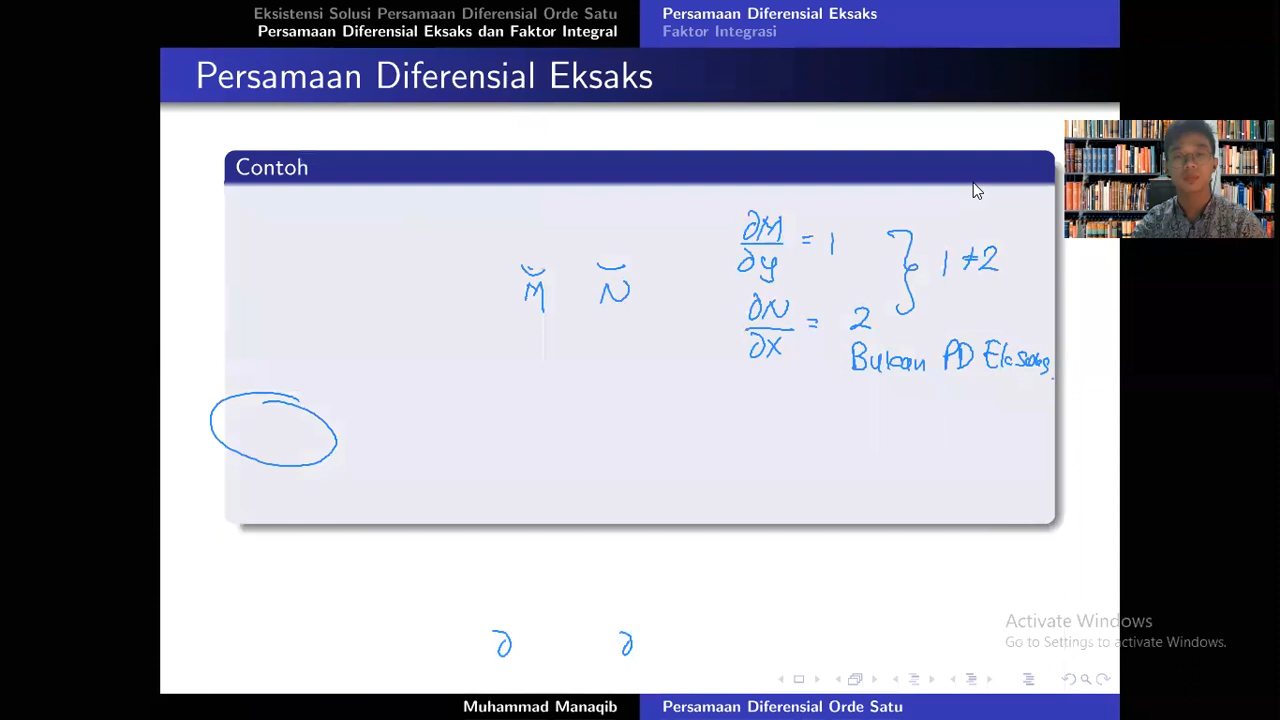 Eksistensi Solusi Persamaan Diferensial Orde Satu
Persamaan Diferensial Eksaks dan Faktor Integral
Persamaan Diferensial Eksaks
Faktor Integrasi
Persamaan Diferensial Eksaks
Contoh
M N
∂M/∂y = 1
∂N/∂x = 2
} 1 ≠ 2
Bukan PD Eksaks.
∂ ∂
Activate Windows
Go to Settings to activate Windows.
Muhammad Manaqib
Persamaan Diferensial Orde Satu